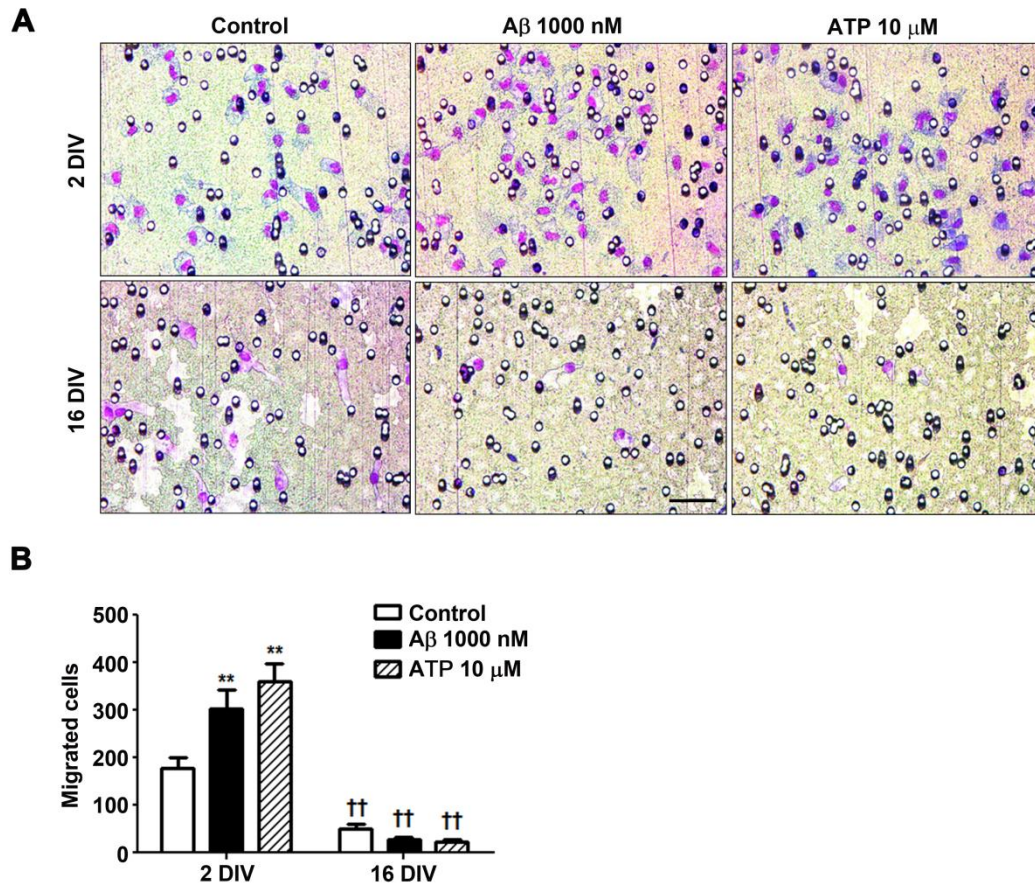 A
Control
Aβ 1000 nM
ATP 10 μM
2 DIV
16 DIV
B
500
400
300
200
100
0
Migrated cells
Control
Aβ 1000 nM
ATP 10 μM
**
**
††
††
††
2 DIV
16 DIV